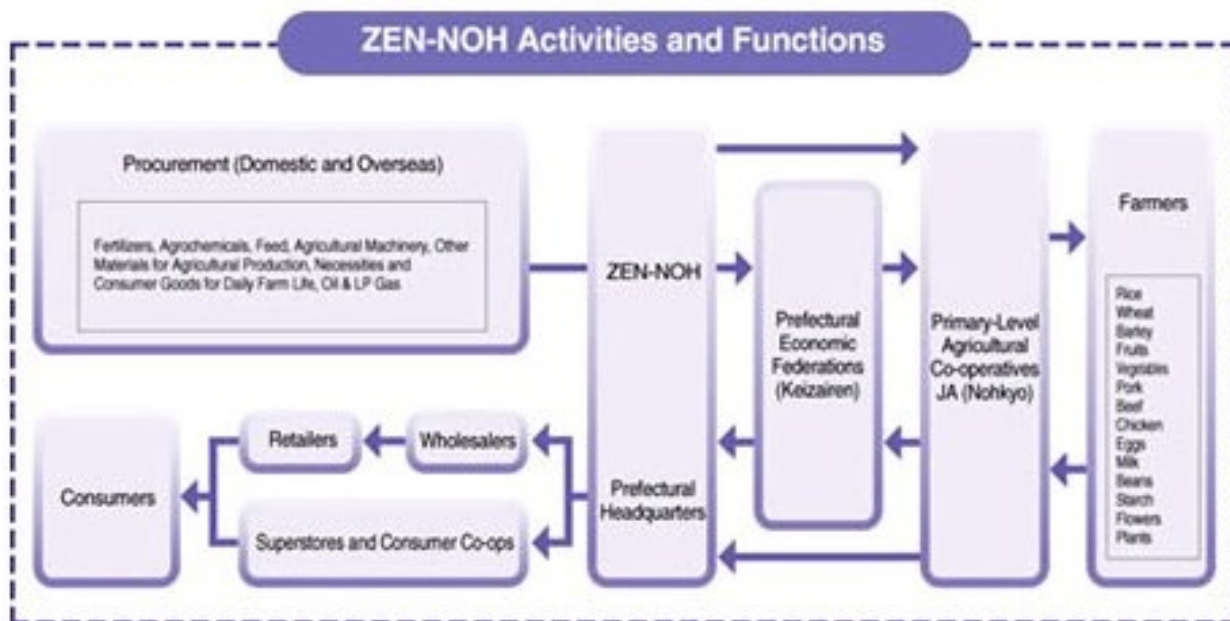 ZEN-NOH Activities and Functions
Procurement (Domestic and Overseas)
Fertilizers, Agrochemicals, Feed, Agricultural Machinery, Other
Materials for Agricultural Production, Necessities and
Consumer Goods for Daily Farm Life, Oil & LP Gas
ZEN-NOH
Prefectural
Headquarters
Prefectural
Economic
Federations
(Keizairen)
Primary-Level
Agricultural
Co-operatives
JA (Nohkyo)
Farmers
Rice
Wheat
Barley
Fruits
Vegetables
Pork
Beef
Chicken
Eggs
Milk
Beans
Starch
Flowers
Plants
Wholesalers
Retailers
Superstores and Consumer Co-ops
Consumers